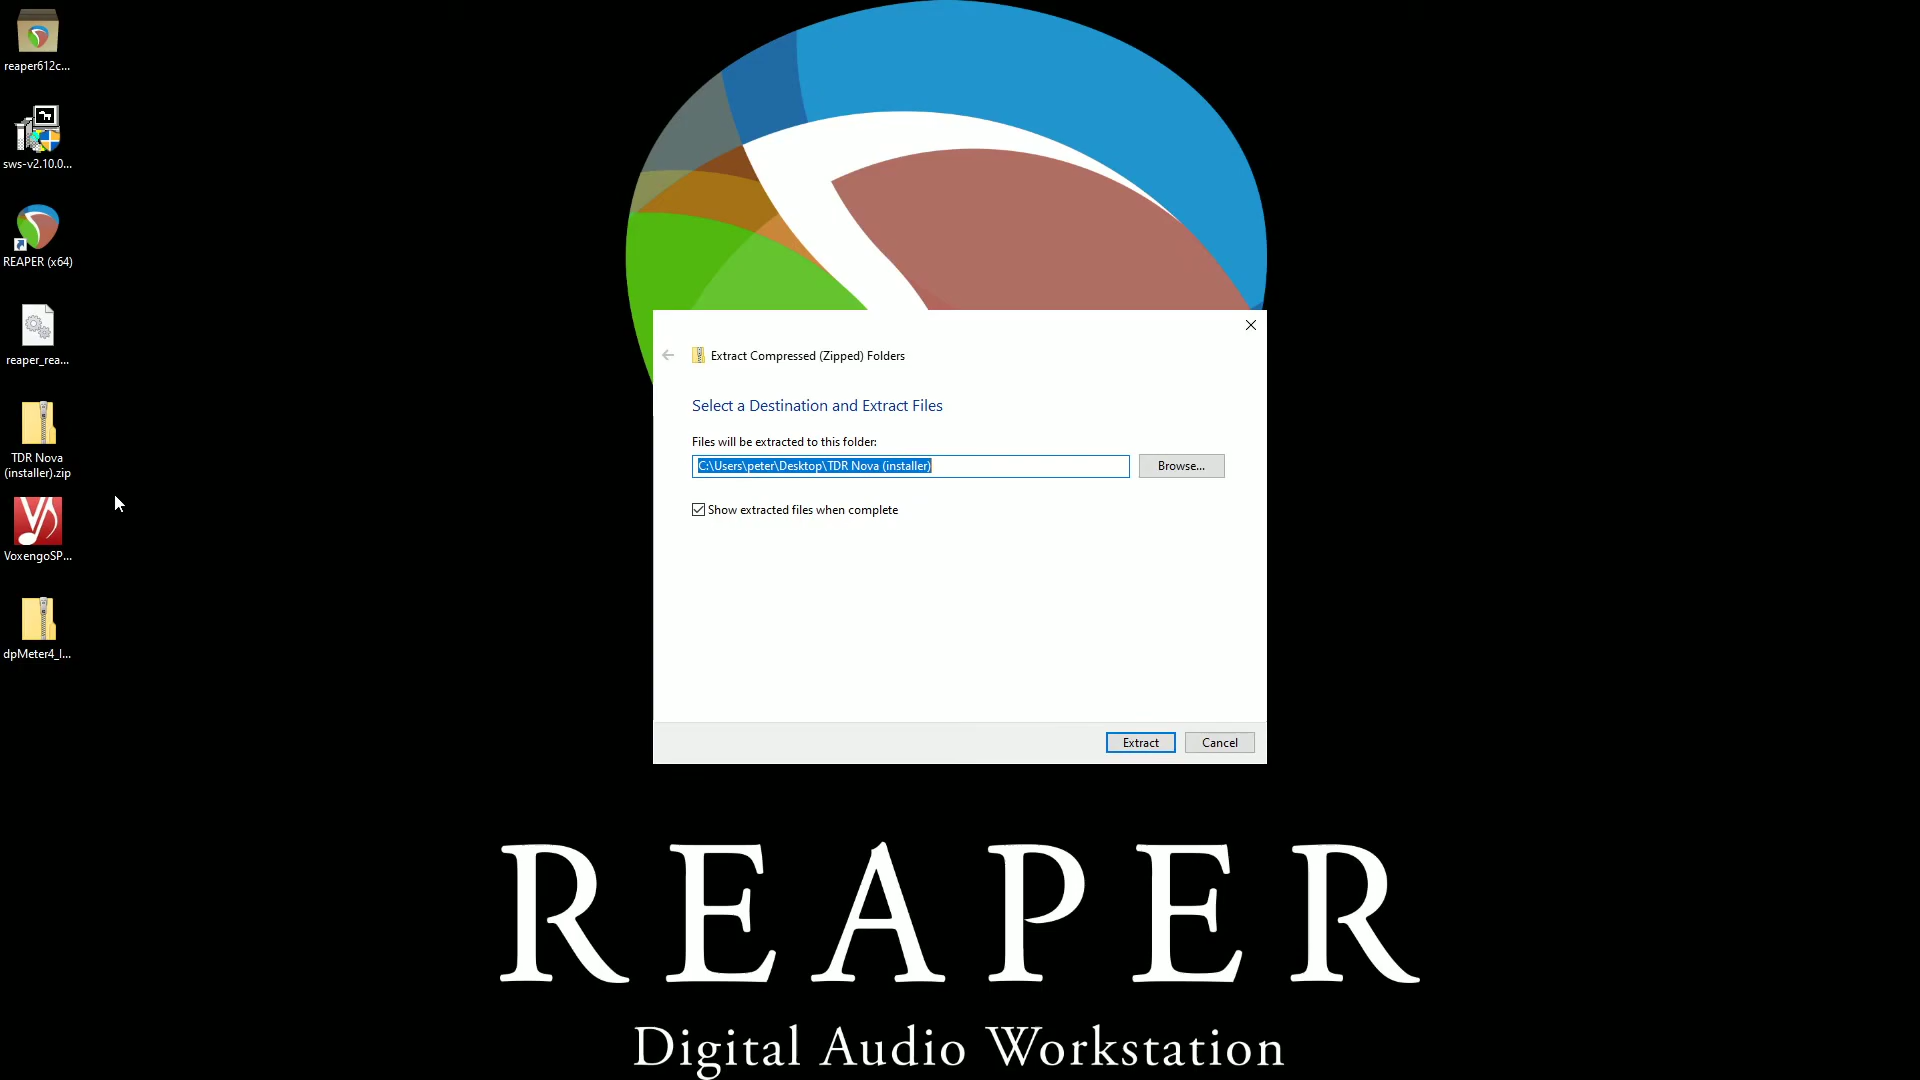 reaper612c...
sws-v2.10.0...
REAPER (x64)
reaper_rea...
TDR Nova
(installer).zip
VoxengoSP...
dpMeter4_l...
Extract Compressed (Zipped) Folders
Select a Destination and Extract Files
Files will be extracted to this folder:
C:\Users\peter\Desktop\TDR Nova (installer)
Browse...
Show extracted files when complete
Extract
Cancel
REAPER
Digital Audio Workstation